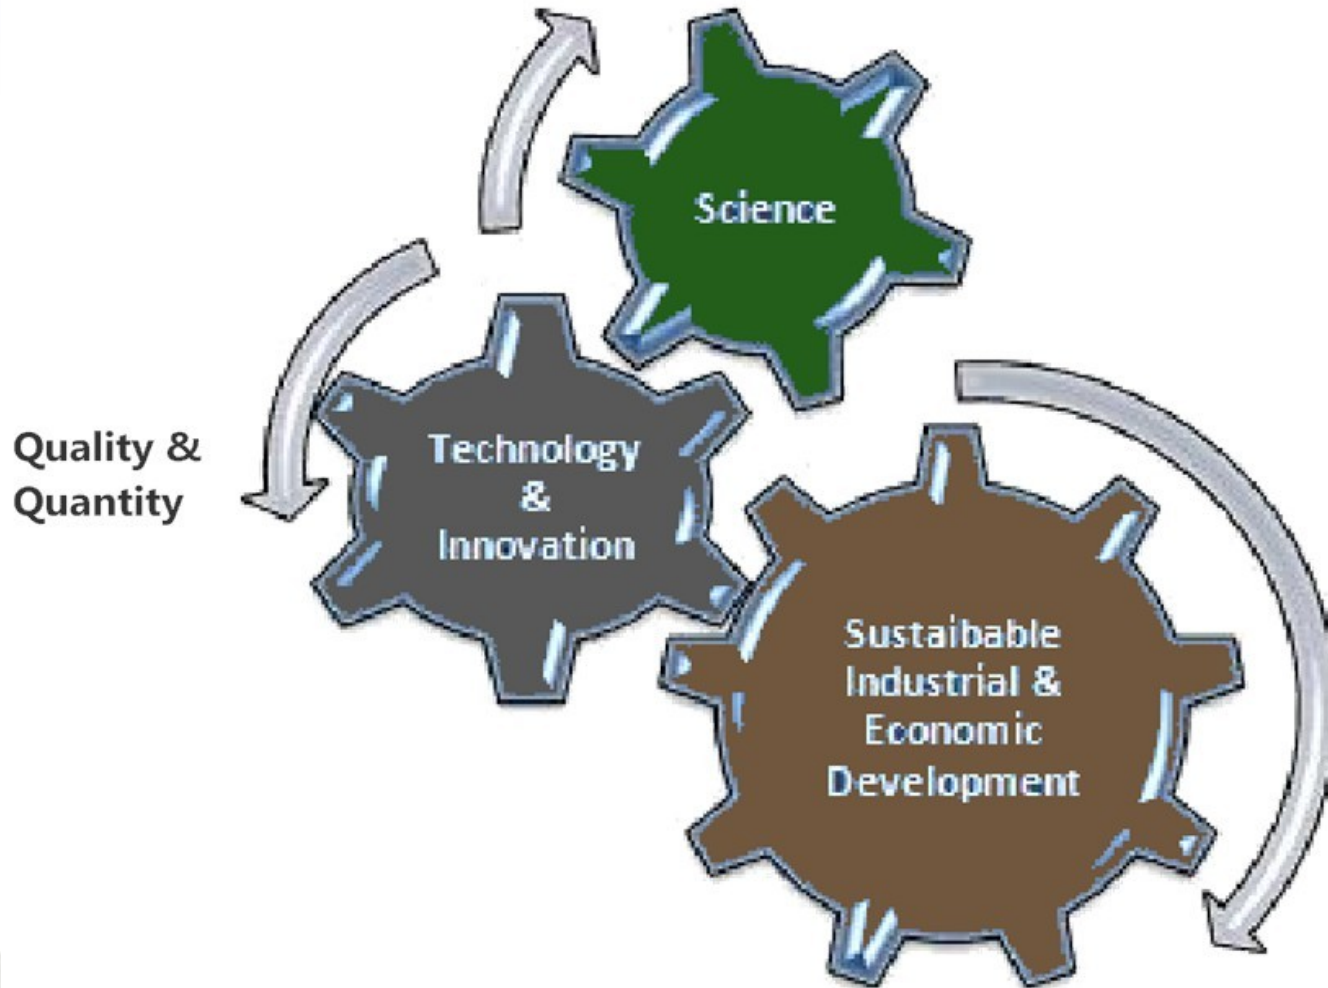 Science
Quality &
Quantity
Technology
&
Innovation
Sustaibable
Industrial &
Economic
Development